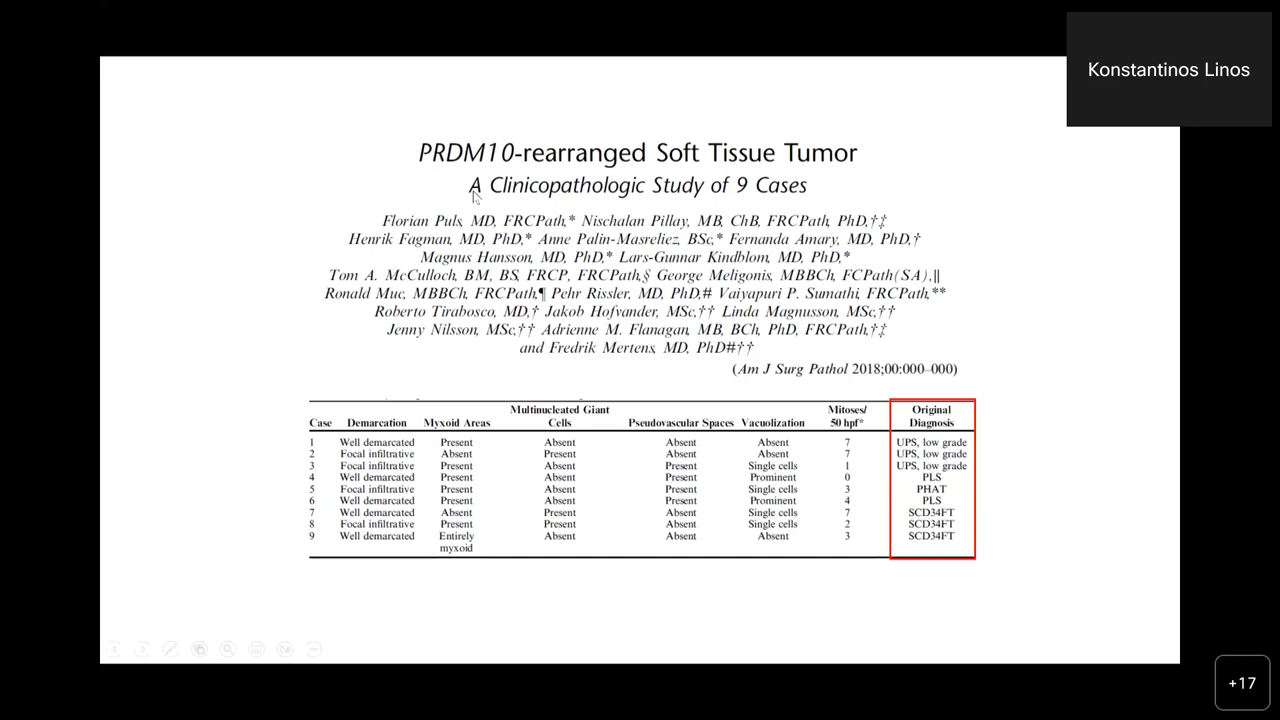 Konstantinos Linos
PRDM10-rearranged Soft Tissue Tumor
A Clinicopathologic Study of 9 Cases
Florian Puls, MD, FRCPath,* Nischalan Pillay, MB, ChB, FRCPath, PhD,†‡
Henrik Fagman, MD, PhD,* Anne Palin-Masreliez, BSc,* Fernanda Amary, MD, PhD,†
Magnus Hansson, MD, PhD,* Lars-Gunnar Kindblom, MD, PhD,*
Tom A. McCulloch, BM, BS, FRCP, FRCPath,§ George Meligonis, MBBCh, FCPath(SA),‖
Ronald Muc, MBBCh, FRCPath,¶ Pehr Rissler, MD, PhD,# Vaiyapuri P. Sumathi, FRCPath,**
Roberto Tirabosco, MD,† Jakob Hofvander, MSc,†† Linda Magnusson, MSc,††
Jenny Nilsson, MSc,†† Adrienne M. Flanagan, MB, BCh, PhD, FRCPath,†‡
and Fredrik Mertens, MD, PhD#††
(Am J Surg Pathol 2018;00:000–000)
Multinucleated Giant Mitoses/ Original
Case Demarcation Myxoid Areas Cells Pseudovascular Spaces Vacuolization 50 hpf* Diagnosis
1 Well demarcated Present Absent Absent Absent 7 UPS, low grade
2 Focal infiltrative Absent Present Absent Absent 7 UPS, low grade
3 Focal infiltrative Present Absent Present Single cells 1 UPS, low grade
4 Well demarcated Present Absent Present Prominent 0 PLS
5 Focal infiltrative Present Absent Present Single cells 3 PHAT
6 Well demarcated Present Present Present Prominent 4 PLS
7 Well demarcated Absent Present Absent Single cells 7 SCD34FT
8 Focal infiltrative Present Present Absent Single cells 2 SCD34FT
9 Well demarcated Entirely Absent Absent Absent 3 SCD34FT
myxoid
+17